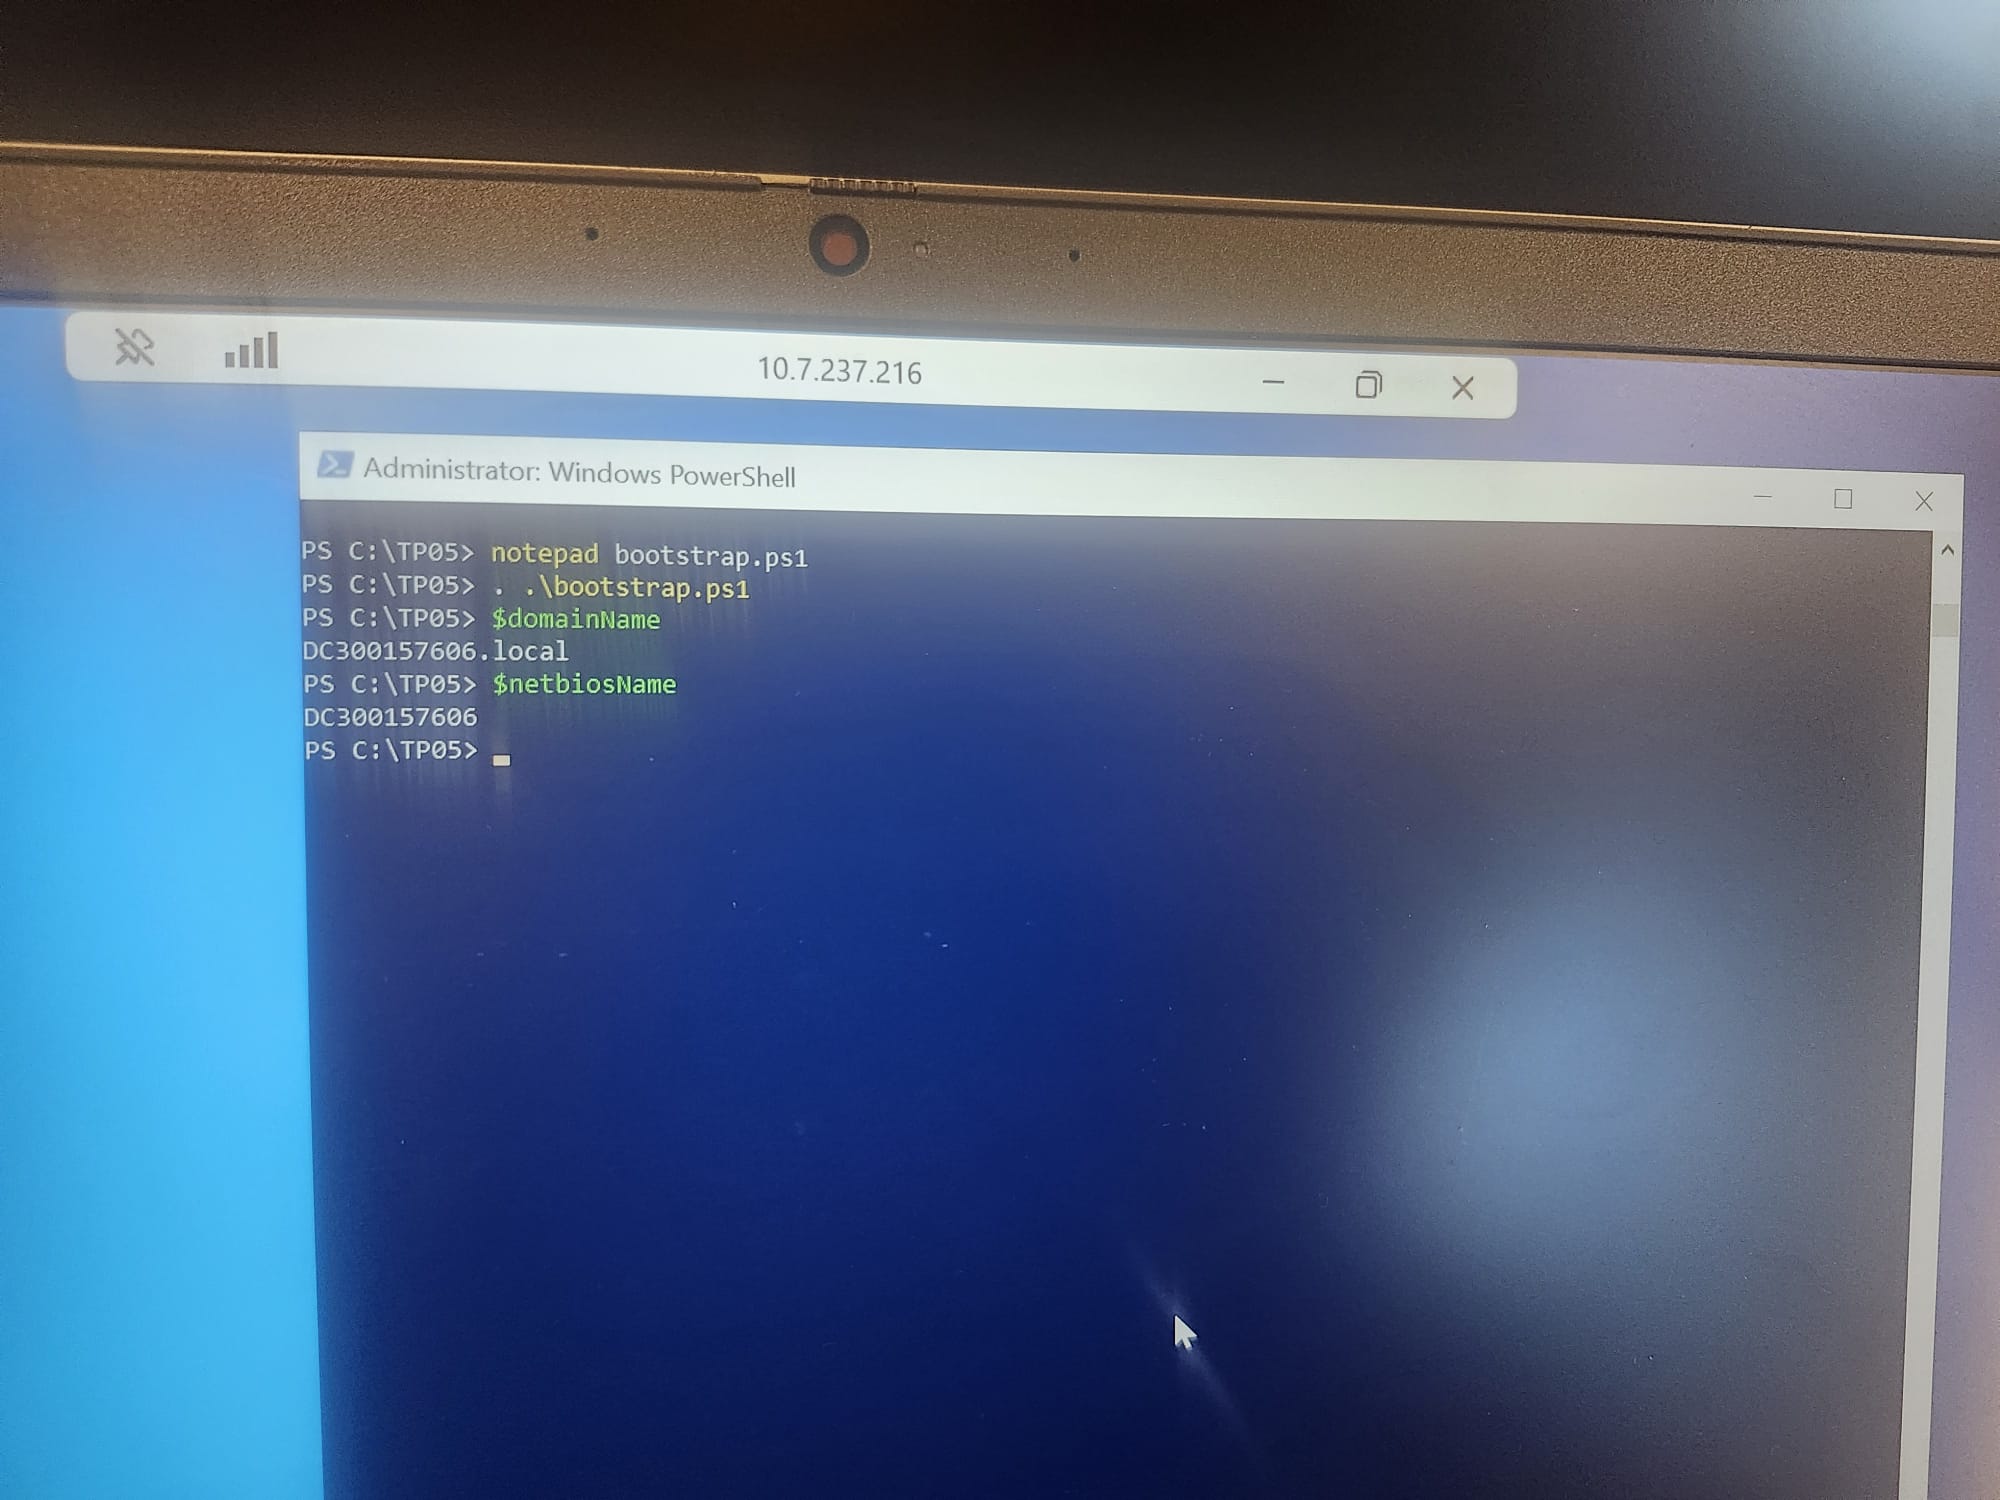 10.7.237.216
Administrator: Windows PowerShell
PS C:\TP05> notepad bootstrap.ps1
PS C:\TP05> . .\bootstrap.ps1
PS C:\TP05> $domainName
DC300157606.local
PS C:\TP05> $netbiosName
DC300157606
PS C:\TP05>